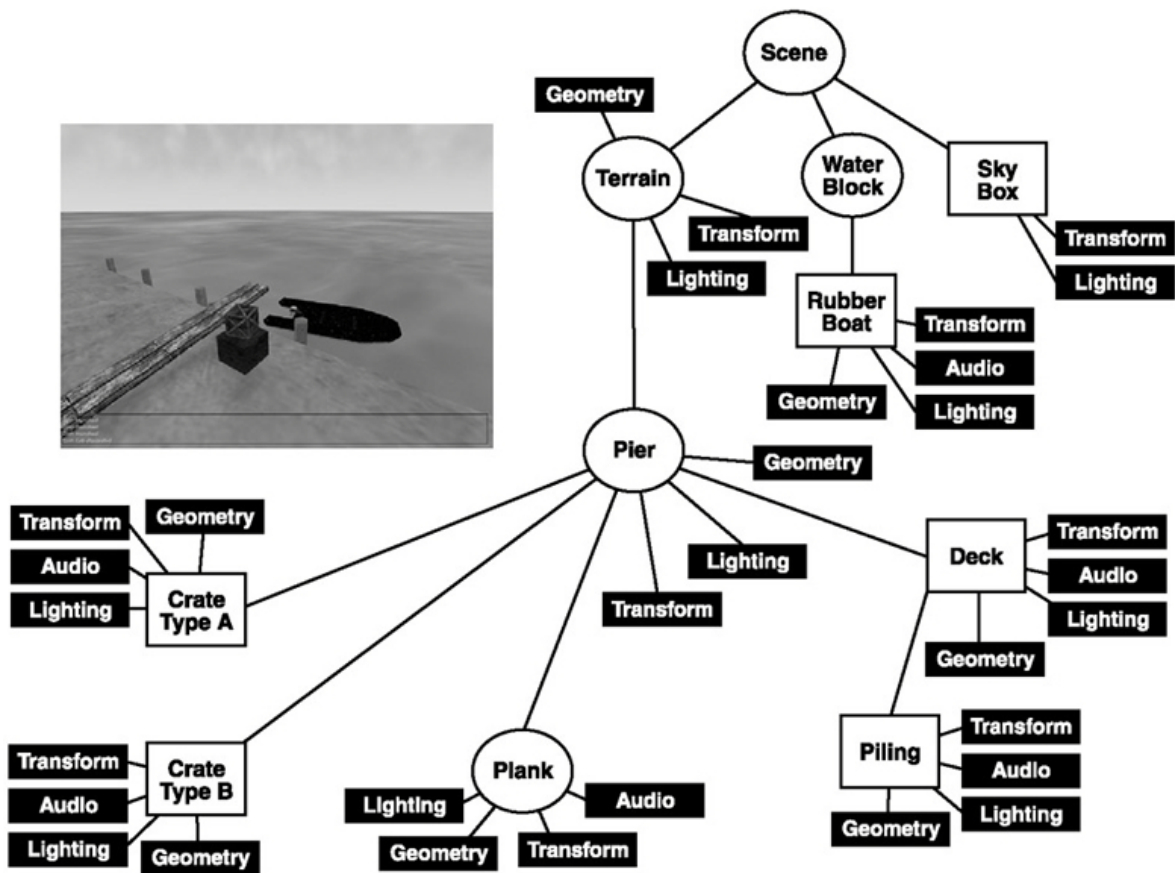 Scene
Geometry
Terrain
Water
Block
Sky
Box
Transform
Lighting
Transform
Lighting
Rubber
Boat
Transform
Audio
Lighting
Geometry
Pier
Geometry
Lighting
Transform
Transform
Geometry
Audio
Lighting
Crate
Type A
Deck
Transform
Audio
Lighting
Geometry
Transform
Audio
Lighting
Crate
Type B
Geometry
Plank
Lighting
Audio
Geometry
Transform
Piling
Transform
Audio
Lighting
Geometry